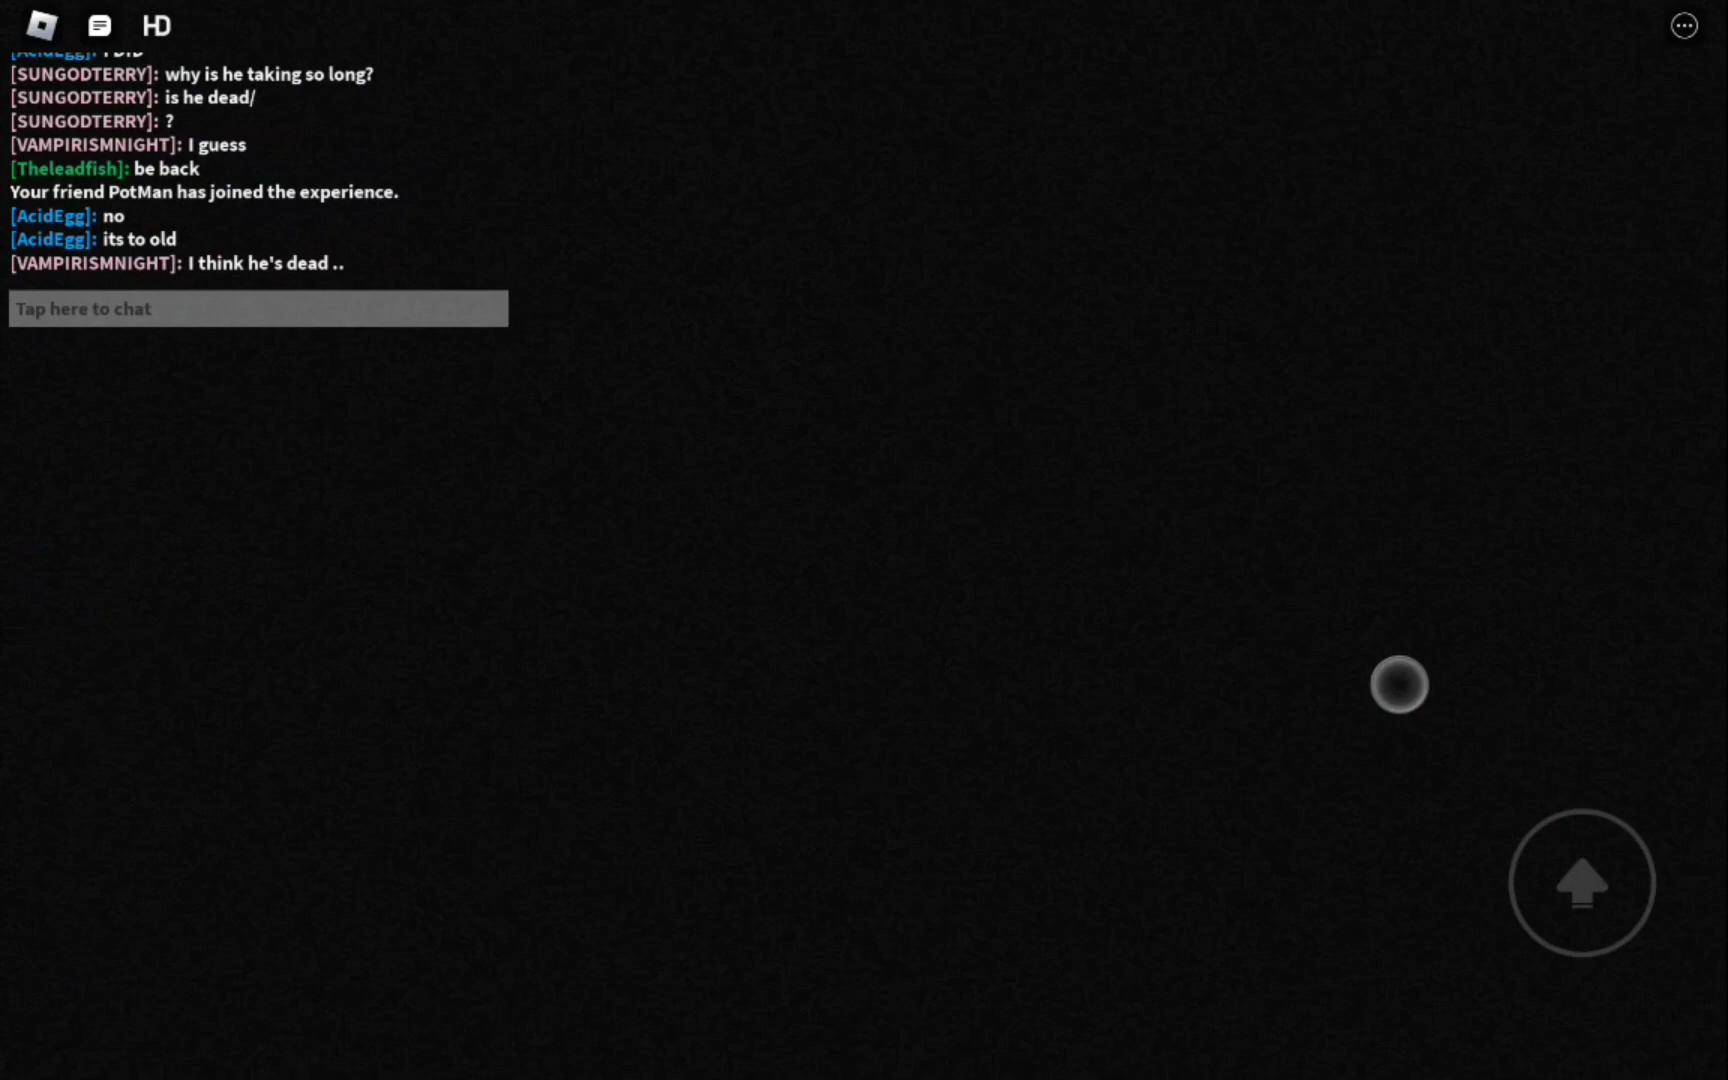 HD
[AcidEgg]: I DID
[SUNGODTERRY]: why is he taking so long?
[SUNGODTERRY]: is he dead/
[SUNGODTERRY]: ?
[VAMPIRISMNIGHT]: I guess
[Theleadfish]: be back
Your friend PotMan has joined the experience.
[AcidEgg]: no
[AcidEgg]: its to old
[VAMPIRISMNIGHT]: I think he's dead ..
Tap here to chat